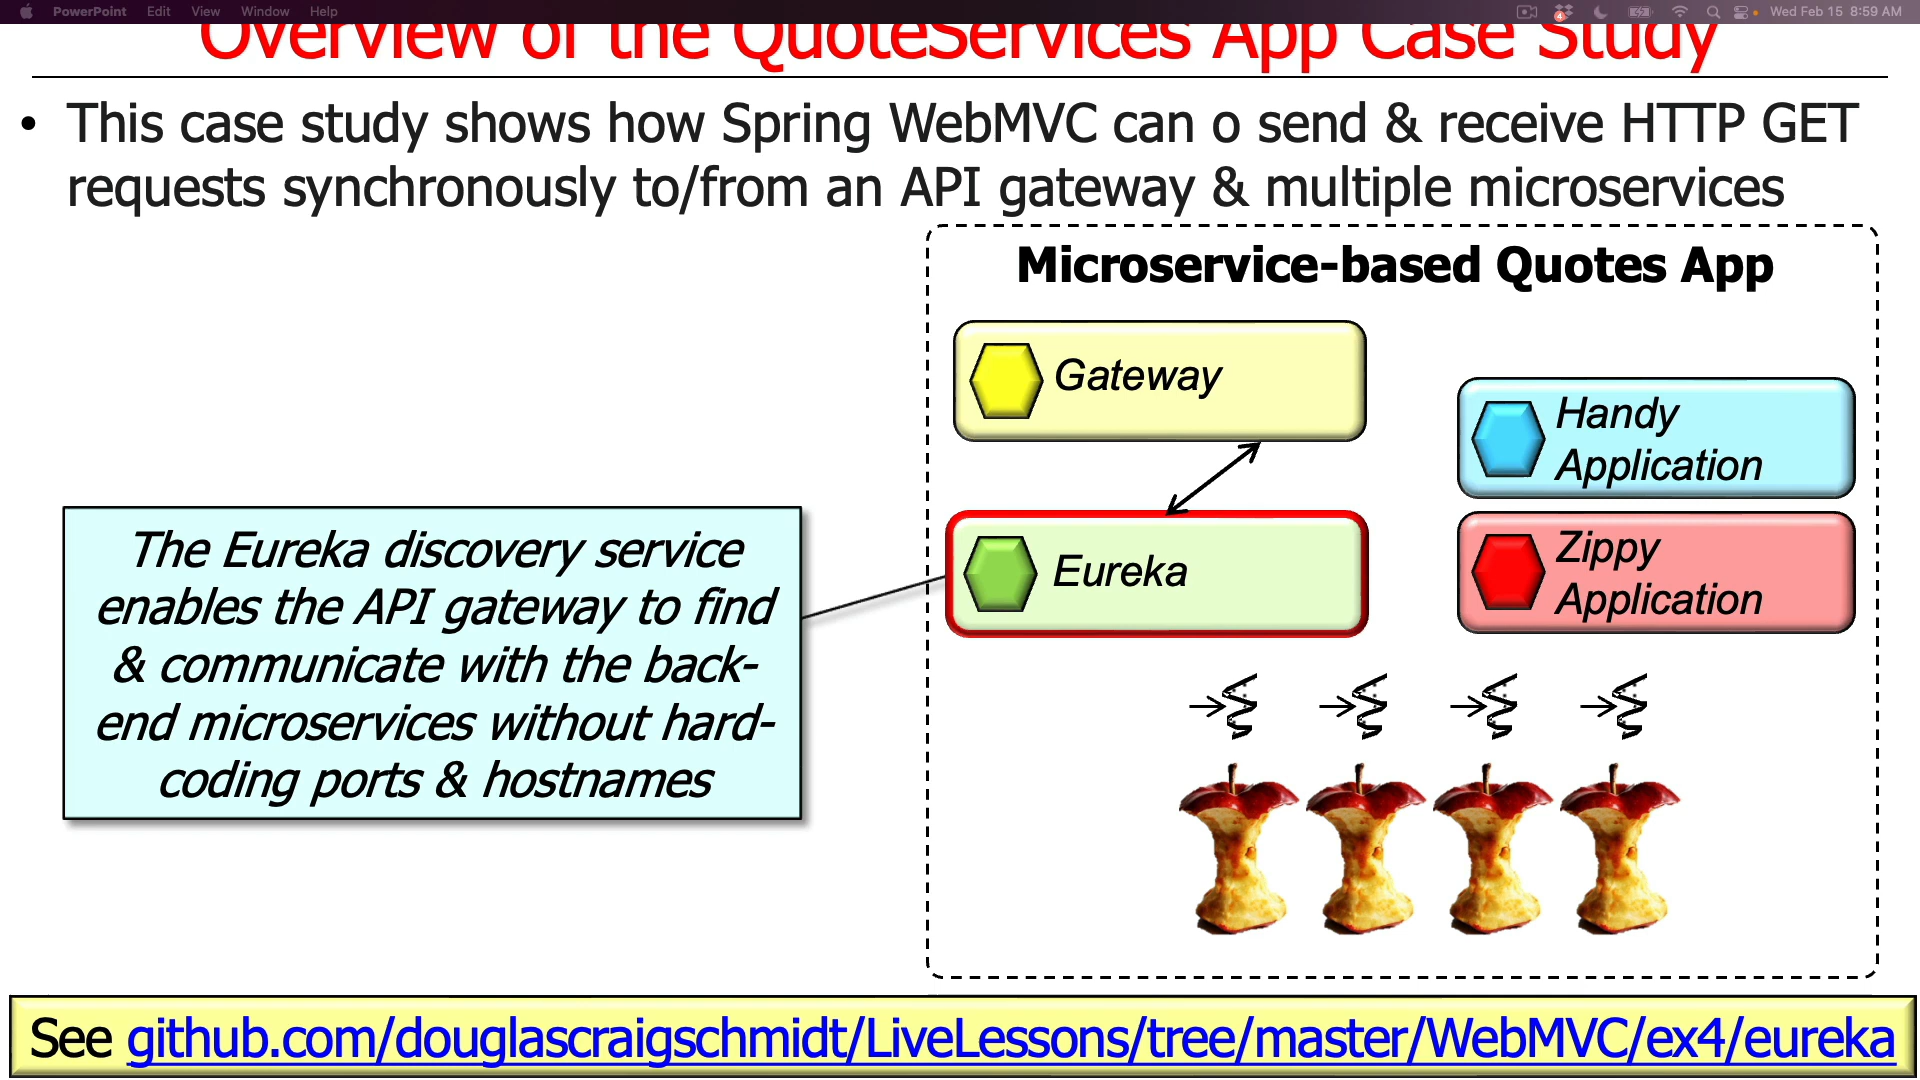 PowerPoint Edit View Window Help
4
Wed Feb 15 8:59 AM
Overview of the QuoteServices App Case Study
• This case study shows how Spring WebMVC can o send & receive HTTP GET
requests synchronously to/from an API gateway & multiple microservices
Microservice-based Quotes App
Gateway
Handy
Application
Eureka
Zippy
Application
The Eureka discovery service
enables the API gateway to find
& communicate with the back-
end microservices without hard-
coding ports & hostnames
See github.com/douglascraigschmidt/LiveLessons/tree/master/WebMVC/ex4/eureka